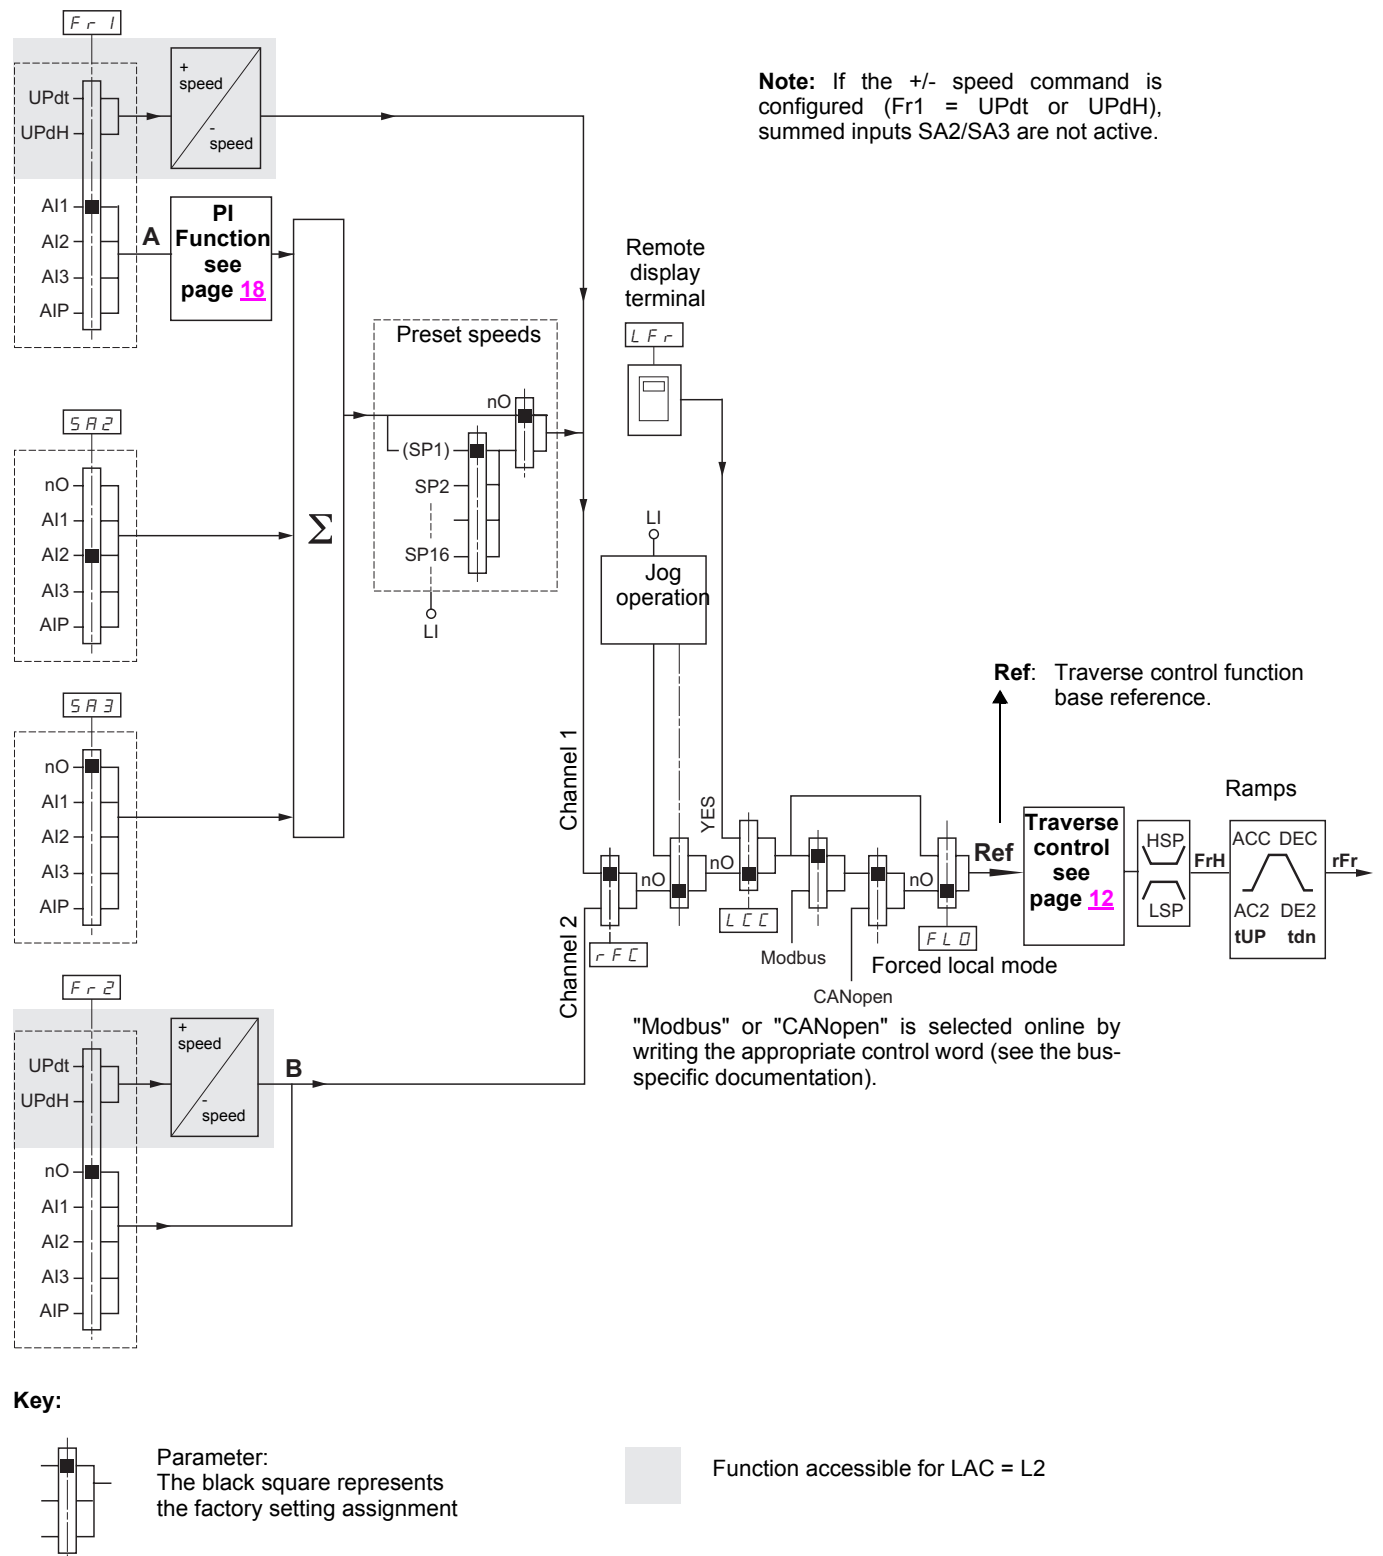 Fr1
UPdt
UPdH
+
speed
-
speed
Note: If the +/- speed command is
configured (Fr1 = UPdt or UPdH),
summed inputs SA2/SA3 are not active.
AI1
AI2
AI3
AIP
A
PI
Function
see
page 18
Remote
display
terminal
LFr
Preset speeds
nO
(SP1)
SP2
SP16
LI
SA2
nO
AI1
AI2
AI3
AIP
Σ
LI
Jog
operation
SA3
nO
AI1
AI2
AI3
AIP
Channel 1
Channel 2
rFC
nO
YES
nO
LCC
Modbus
CANopen
nO
FLO
Forced local mode
Ref: Traverse control function
base reference.
Ref
Traverse
control
see
page 12
HSP
LSP
FrH
Ramps
ACC DEC
AC2 DE2
tUP tdn
rFr
"Modbus" or "CANopen" is selected online by
writing the appropriate control word (see the bus-
specific documentation).
Fr2
UPdt
UPdH
+
speed
-
speed
B
nO
AI1
AI2
AI3
AIP
Key:
Parameter:
The black square represents
the factory setting assignment
Function accessible for LAC = L2